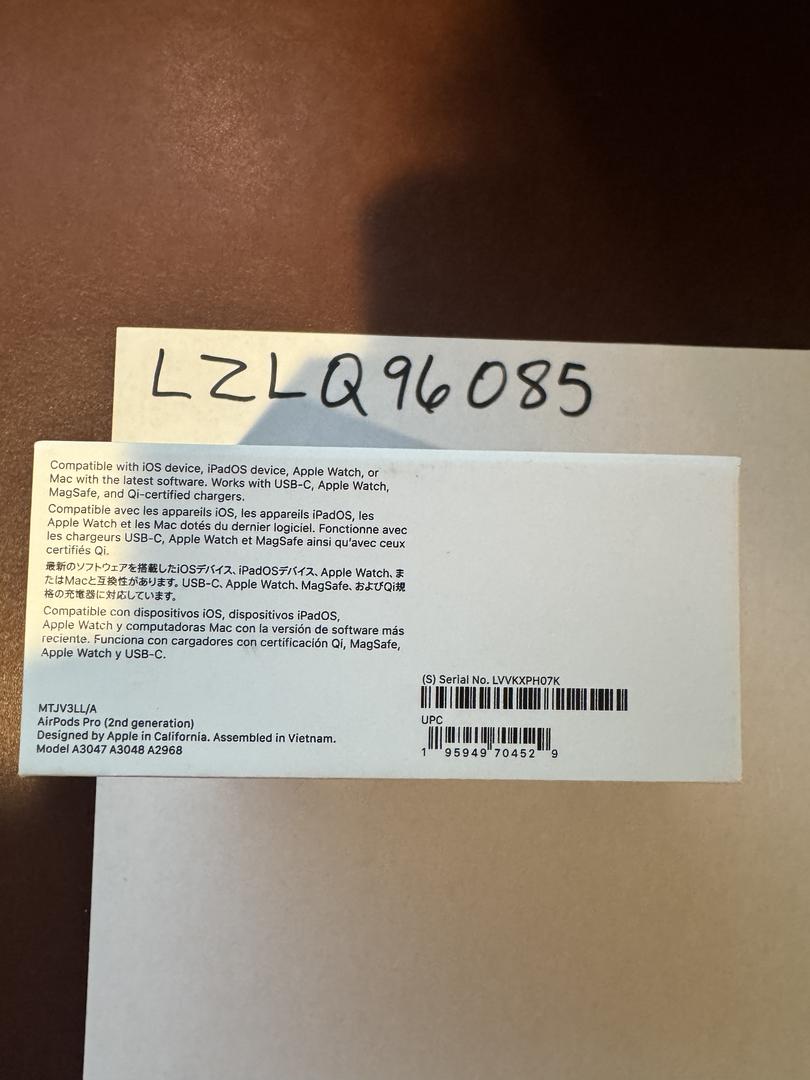 LZLQ96085
Compatible with iOS device, iPadOS device, Apple Watch, or
Mac with the latest software. Works with USB-C, Apple Watch,
MagSafe, and Qi-certified chargers.
Compatible avec les appareils iOS, les appareils iPadOS, les
Apple Watch et les Mac dotés du dernier logiciel. Fonctionne avec
les chargeurs USB-C, Apple Watch et MagSafe ainsi qu'avec ceux
certifiés Qi.
最新のソフトウェアを搭載したiOSデバイス、iPadOSデバイス、Apple Watch、ま
たはMacと互換性があります。USB-C、Apple Watch、MagSafe、およびQi規
格の充電器に対応しています。
Compatible con dispositivos iOS, dispositivos iPadOS,
Apple Watch y computadoras Mac con la versión de software más
reciente. Funciona con cargadores con certificación Qi, MagSafe,
Apple Watch y USB-C.
MTJV3LL/A
AirPods Pro (2nd generation)
Designed by Apple in California. Assembled in Vietnam.
Model A3047 A3048 A2968
(S) Serial No. LVVKXPH07K
UPC
1 95949 70452 9